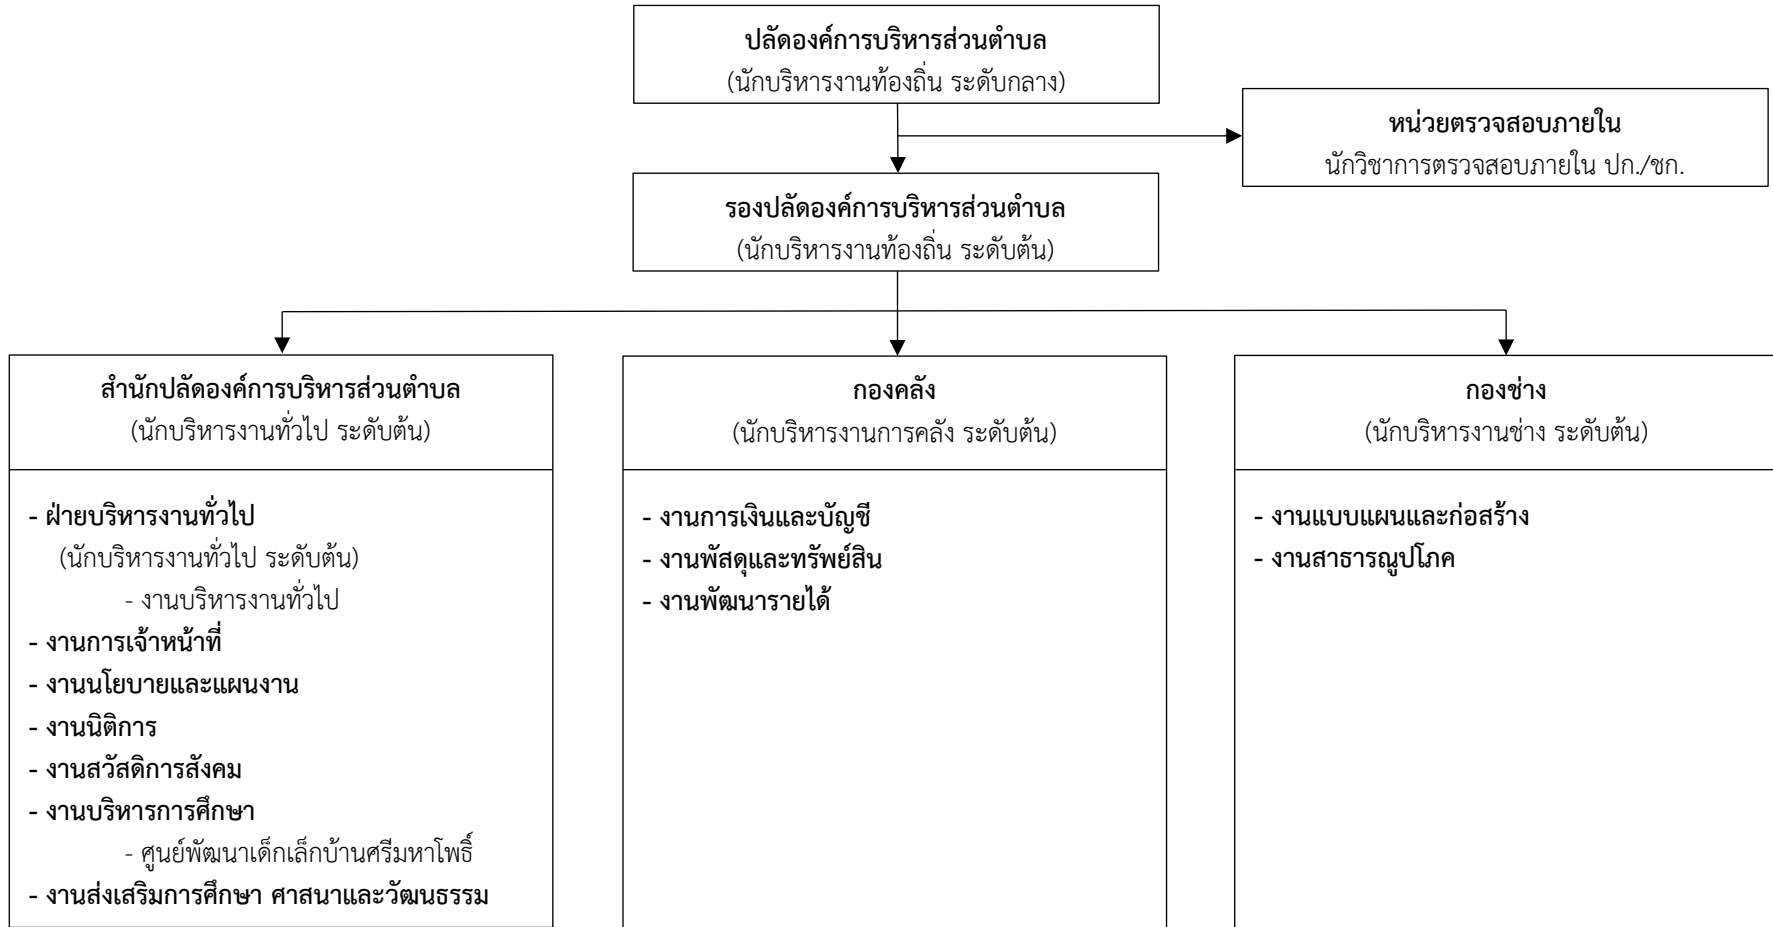 ปลัดองค์การบริหารส่วนตำบล
(นักบริหารงานท้องถิ่น ระดับกลาง)
หน่วยตรวจสอบภายใน
นักวิชาการตรวจสอบภายใน ปก./ชก.
รองปลัดองค์การบริหารส่วนตำบล
(นักบริหารงานท้องถิ่น ระดับต้น)
สำนักปลัดองค์การบริหารส่วนตำบล
(นักบริหารงานทั่วไป ระดับต้น)
- ฝ่ายบริหารงานทั่วไป
(นักบริหารงานทั่วไป ระดับต้น)
- งานบริหารงานทั่วไป
- งานการเจ้าหน้าที่
- งานนโยบายและแผนงาน
- งานนิติการ
- งานสวัสดิการสังคม
- งานบริหารการศึกษา
- ศูนย์พัฒนาเด็กเล็กบ้านศรีมหาโพธิ์
- งานส่งเสริมการศึกษา ศาสนาและวัฒนธรรม
กองคลัง
(นักบริหารงานการคลัง ระดับต้น)
- งานการเงินและบัญชี
- งานพัสดุและทรัพย์สิน
- งานพัฒนารายได้
กองช่าง
(นักบริหารงานช่าง ระดับต้น)
- งานแบบแผนและก่อสร้าง
- งานสาธารณูปโภค